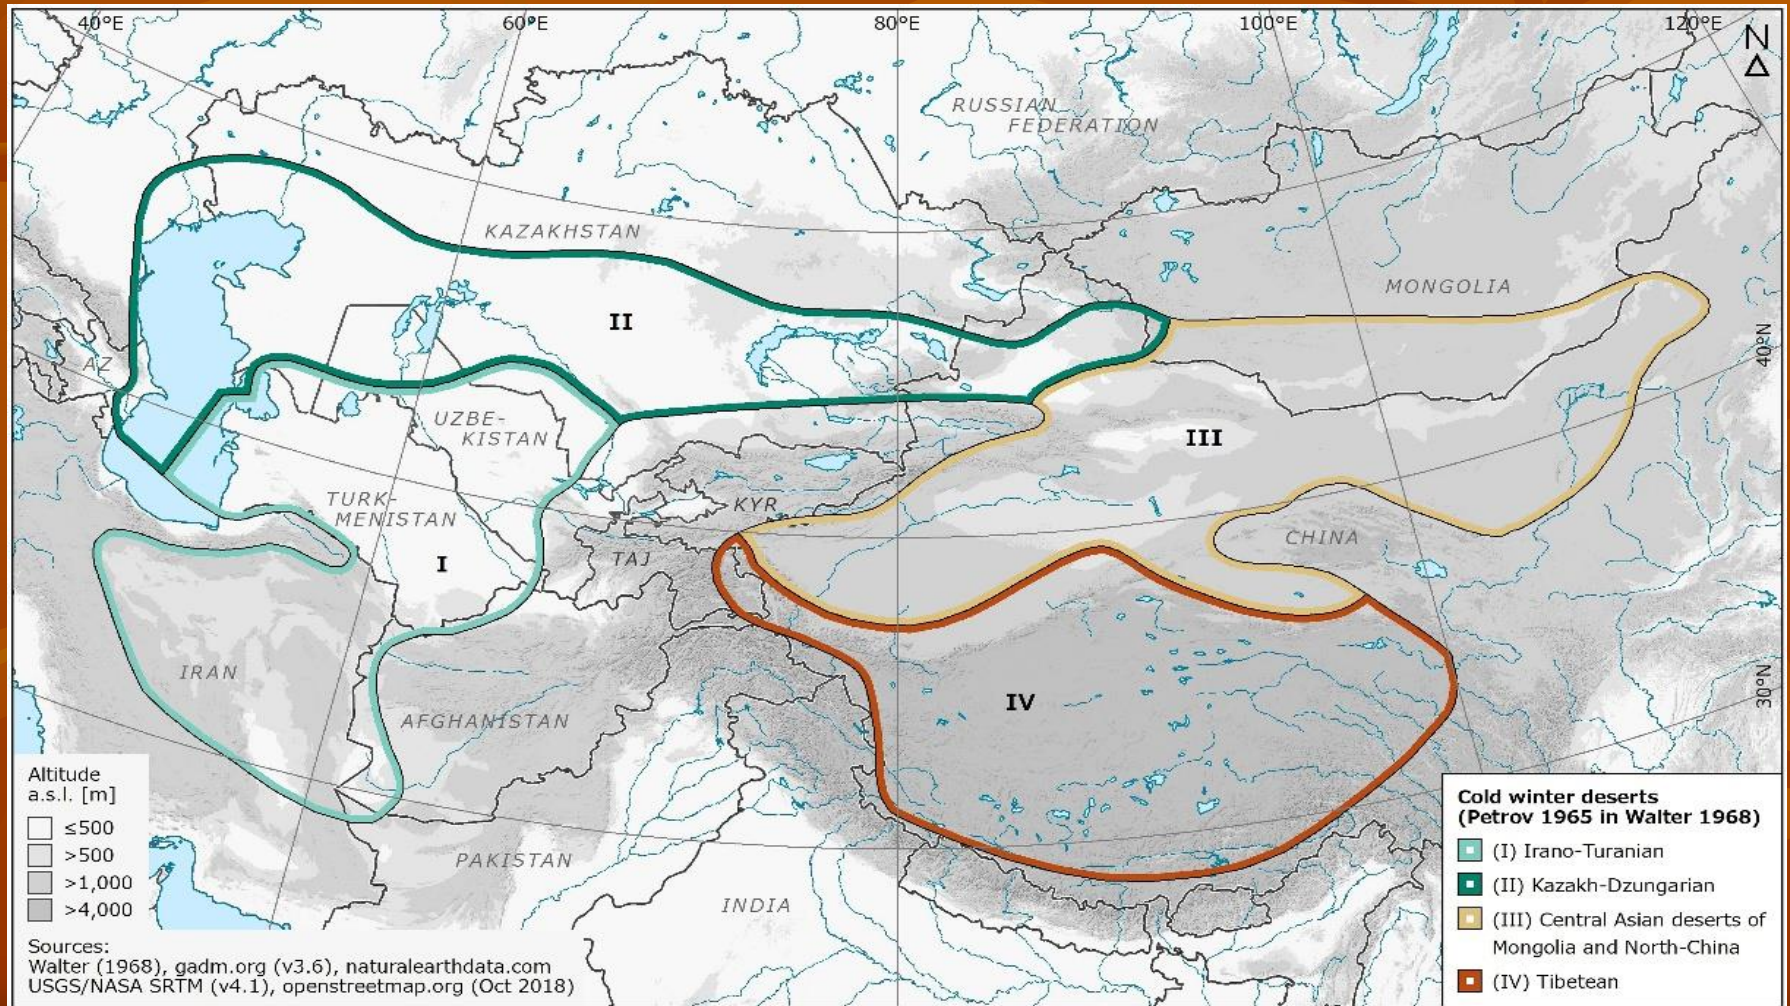 40°E
60°E
80°E
100°E
120°E
N
RUSSIAN
FEDERATION
KAZAKHSTAN
MONGOLIA
II
40°N
AZ
UZBE-
KISTAN
III
TURK-
MENISTAN
KYR
CHINA
I
TAJ
IRAN
IV
30°N
AFGHANISTAN
PAKISTAN
INDIA
Altitude
a.s.l. [m]
≤500
>500
>1,000
>4,000
Sources:
Walter (1968), gadm.org (v3.6), naturalearthdata.com
USGS/NASA SRTM (v4.1), openstreetmap.org (Oct 2018)
Cold winter deserts
(Petrov 1965 in Walter 1968)
(I) Irano-Turanian
(II) Kazakh-Dzungarian
(III) Central Asian deserts of
Mongolia and North-China
(IV) Tibetean